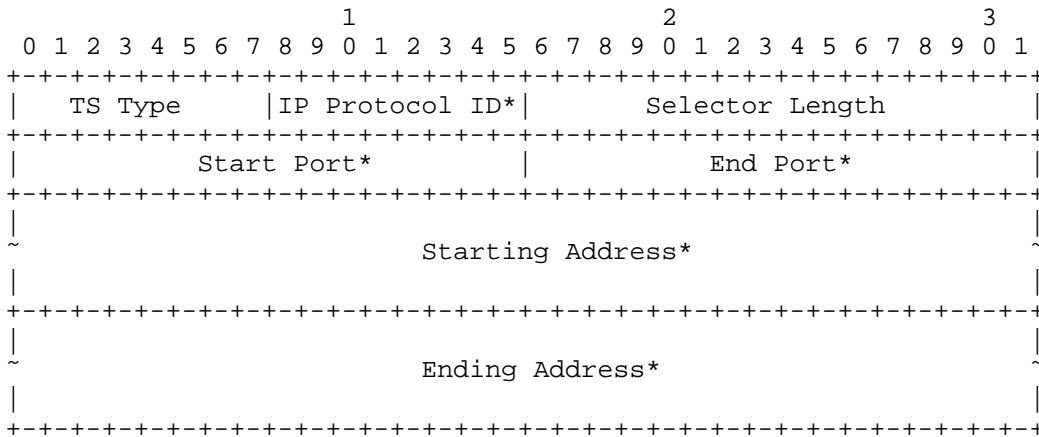 1                   2                   3
 0 1 2 3 4 5 6 7 8 9 0 1 2 3 4 5 6 7 8 9 0 1 2 3 4 5 6 7 8 9 0 1
+-+-+-+-+-+-+-+-+-+-+-+-+-+-+-+-+-+-+-+-+-+-+-+-+-+-+-+-+-+-+-+-+
|   TS Type     |IP Protocol ID*|       Selector Length         |
+-+-+-+-+-+-+-+-+-+-+-+-+-+-+-+-+-+-+-+-+-+-+-+-+-+-+-+-+-+-+-+-+
|           Start Port*         |           End Port*           |
+-+-+-+-+-+-+-+-+-+-+-+-+-+-+-+-+-+-+-+-+-+-+-+-+-+-+-+-+-+-+-+-+
|                                                               |
~                         Starting Address*                     ~
|                                                               |
+-+-+-+-+-+-+-+-+-+-+-+-+-+-+-+-+-+-+-+-+-+-+-+-+-+-+-+-+-+-+-+-+
|                                                               |
~                         Ending Address*                       ~
|                                                               |
+-+-+-+-+-+-+-+-+-+-+-+-+-+-+-+-+-+-+-+-+-+-+-+-+-+-+-+-+-+-+-+-+